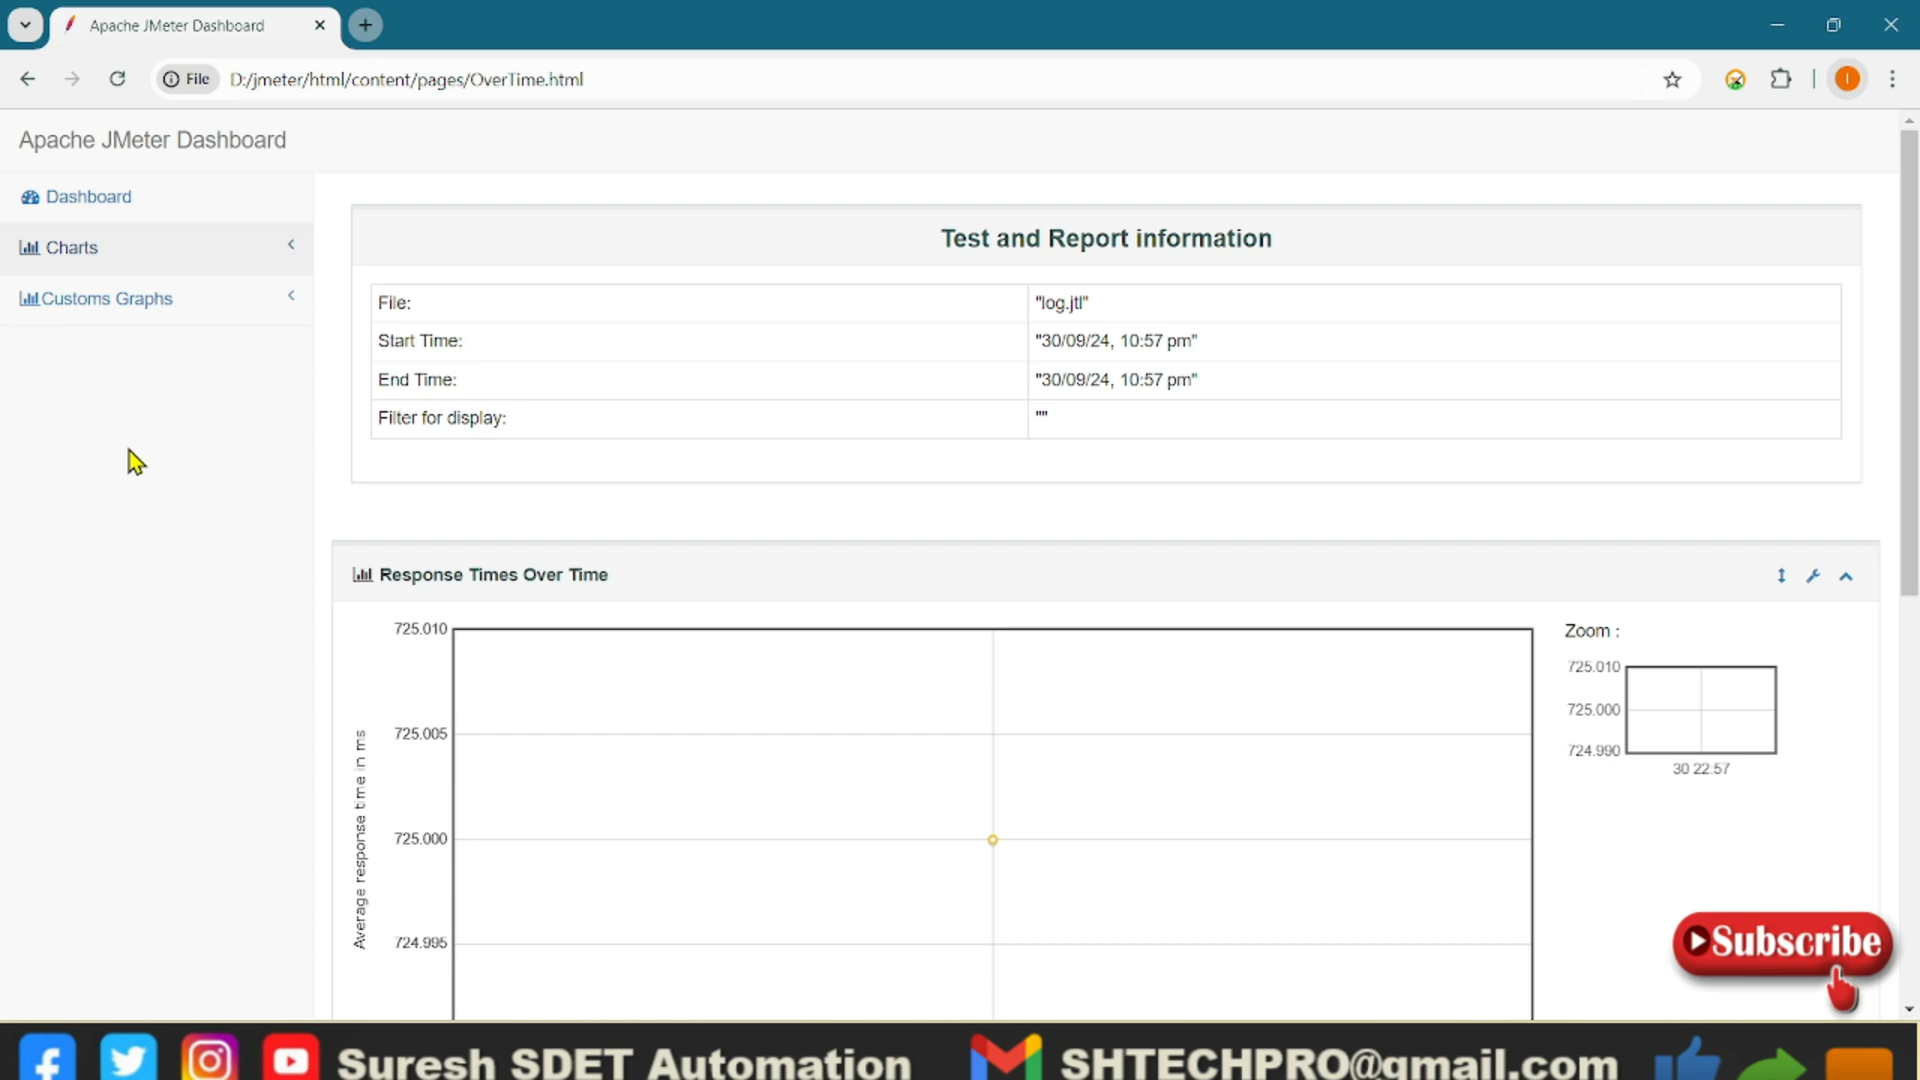 Apache JMeter Dashboard
File D:/jmeter/html/content/pages/OverTime.html
I
Apache JMeter Dashboard
Dashboard
Charts
Customs Graphs
Test and Report information
File: "log.jtl"
Start Time: "30/09/24, 10:57 pm"
End Time: "30/09/24, 10:57 pm"
Filter for display: ""
Response Times Over Time
Average response time in ms
725.010
725.005
725.000
724.995
Zoom :
725.010
725.000
724.990
30 22:57
Subscribe
Suresh SDET Automation SHTECHPRO@gmail.com